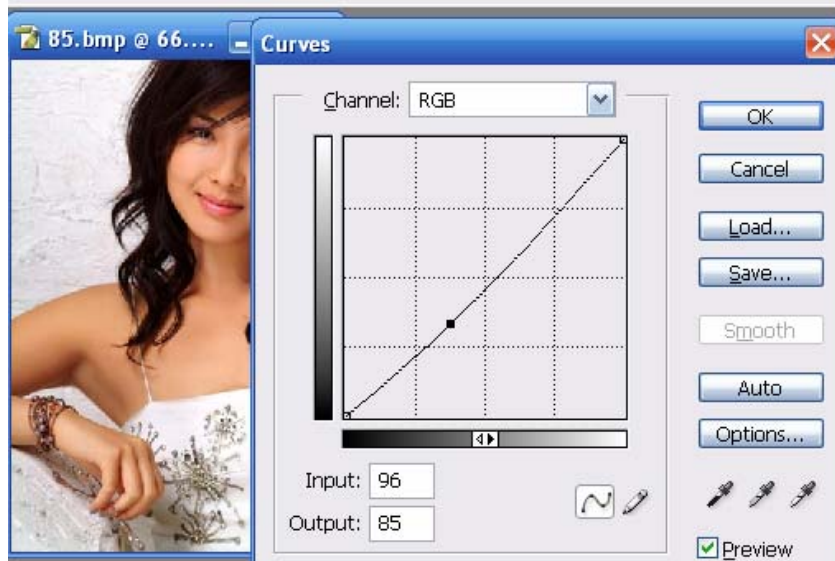 85.bmp @ 66....
Curves
Channel: RGB
OK
Cancel
Load...
Save...
Smooth
Auto
Options...
Input: 96
Output: 85
Preview